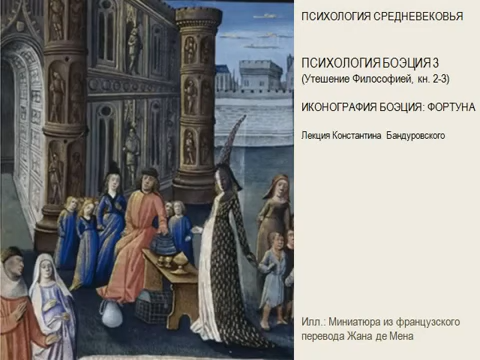 ПСИХОЛОГИЯ СРЕДНЕВЕКОВЬЯ
ПСИХОЛОГИЯ БОЭЦИЯ 3
(Утешение Философией, кн. 2-3)
ИКОНОГРАФИЯ БОЭЦИЯ: ФОРТУНА
Лекция Константина Бандуровского
Илл.: Миниатюра из французского
перевода Жана де Мена